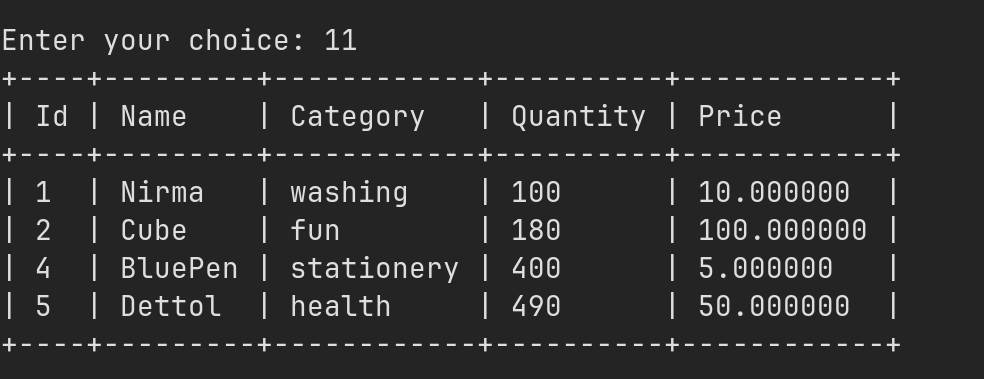 Enter your choice: 11
+----+---------+------------+----------+------------+
| Id | Name    | Category   | Quantity | Price      |
+----+---------+------------+----------+------------+
| 1  | Nirma   | washing    | 100      | 10.000000  |
| 2  | Cube    | fun        | 180      | 100.000000 |
| 4  | BluePen | stationery | 400      | 5.000000   |
| 5  | Dettol  | health     | 490      | 50.000000  |
+----+---------+------------+----------+------------+